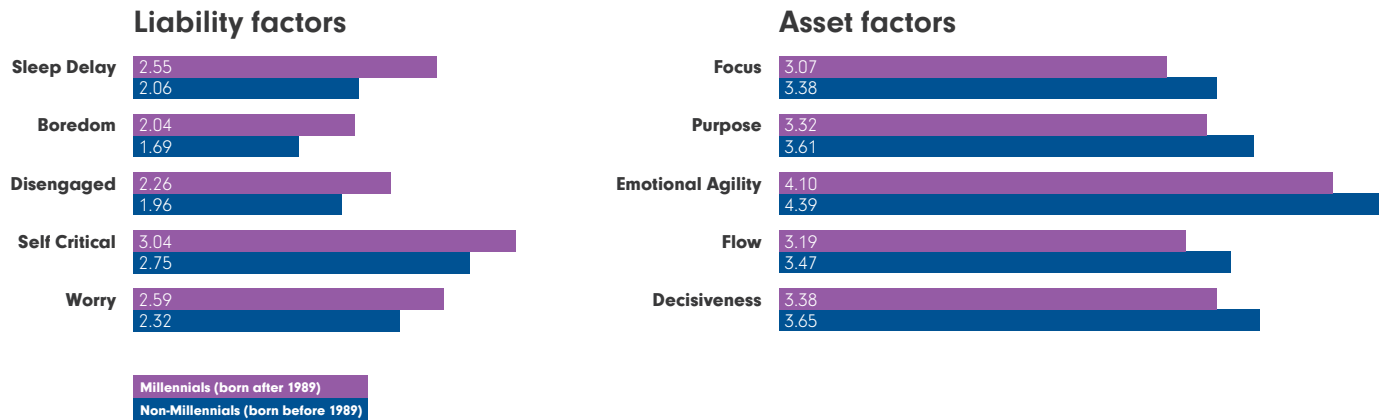 Liability factors
Sleep Delay
2.55
2.06
Boredom
2.04
1.69
Disengaged
2.26
1.96
Self Critical
3.04
2.75
Worry
2.59
2.32
Millennials (born after 1989)
Non-Millennials (born before 1989)
Asset factors
Focus
3.07
3.38
Purpose
3.32
3.61
Emotional Agility
4.10
4.39
Flow
3.19
3.47
Decisiveness
3.38
3.65